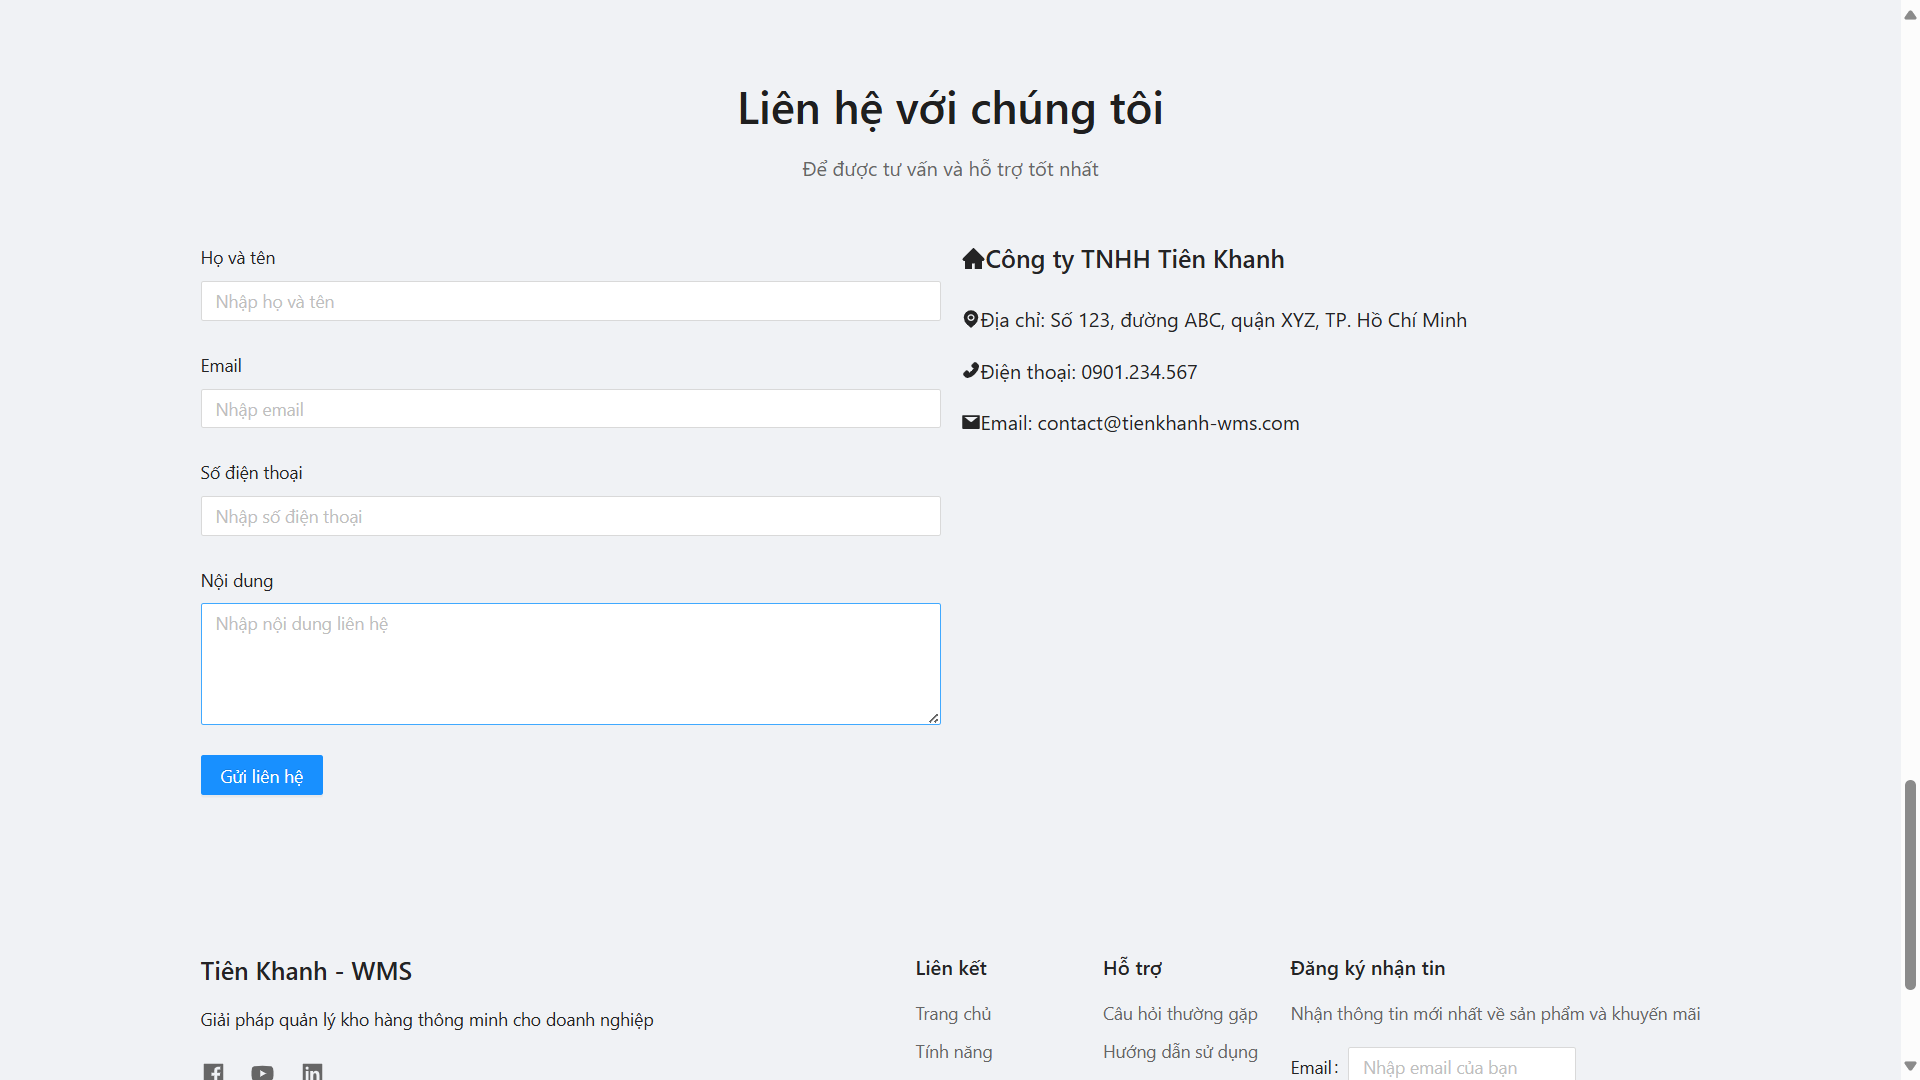 Liên hệ với chúng tôi
Để được tư vấn và hỗ trợ tốt nhất
Họ và tên
Nhập họ và tên
Email
Nhập email
Số điện thoại
Nhập số điện thoại
Nội dung
Nhập nội dung liên hệ
Gửi liên hệ
Công ty TNHH Tiên Khanh
Địa chỉ: Số 123, đường ABC, quận XYZ, TP. Hồ Chí Minh
Điện thoại: 0901.234.567
Email: contact@tienkhanh-wms.com
Tiên Khanh - WMS
Giải pháp quản lý kho hàng thông minh cho doanh nghiệp
Liên kết
Trang chủ
Tính năng
Hỗ trợ
Câu hỏi thường gặp
Hướng dẫn sử dụng
Đăng ký nhận tin
Nhận thông tin mới nhất về sản phẩm và khuyến mãi
Email:
Nhập email của bạn